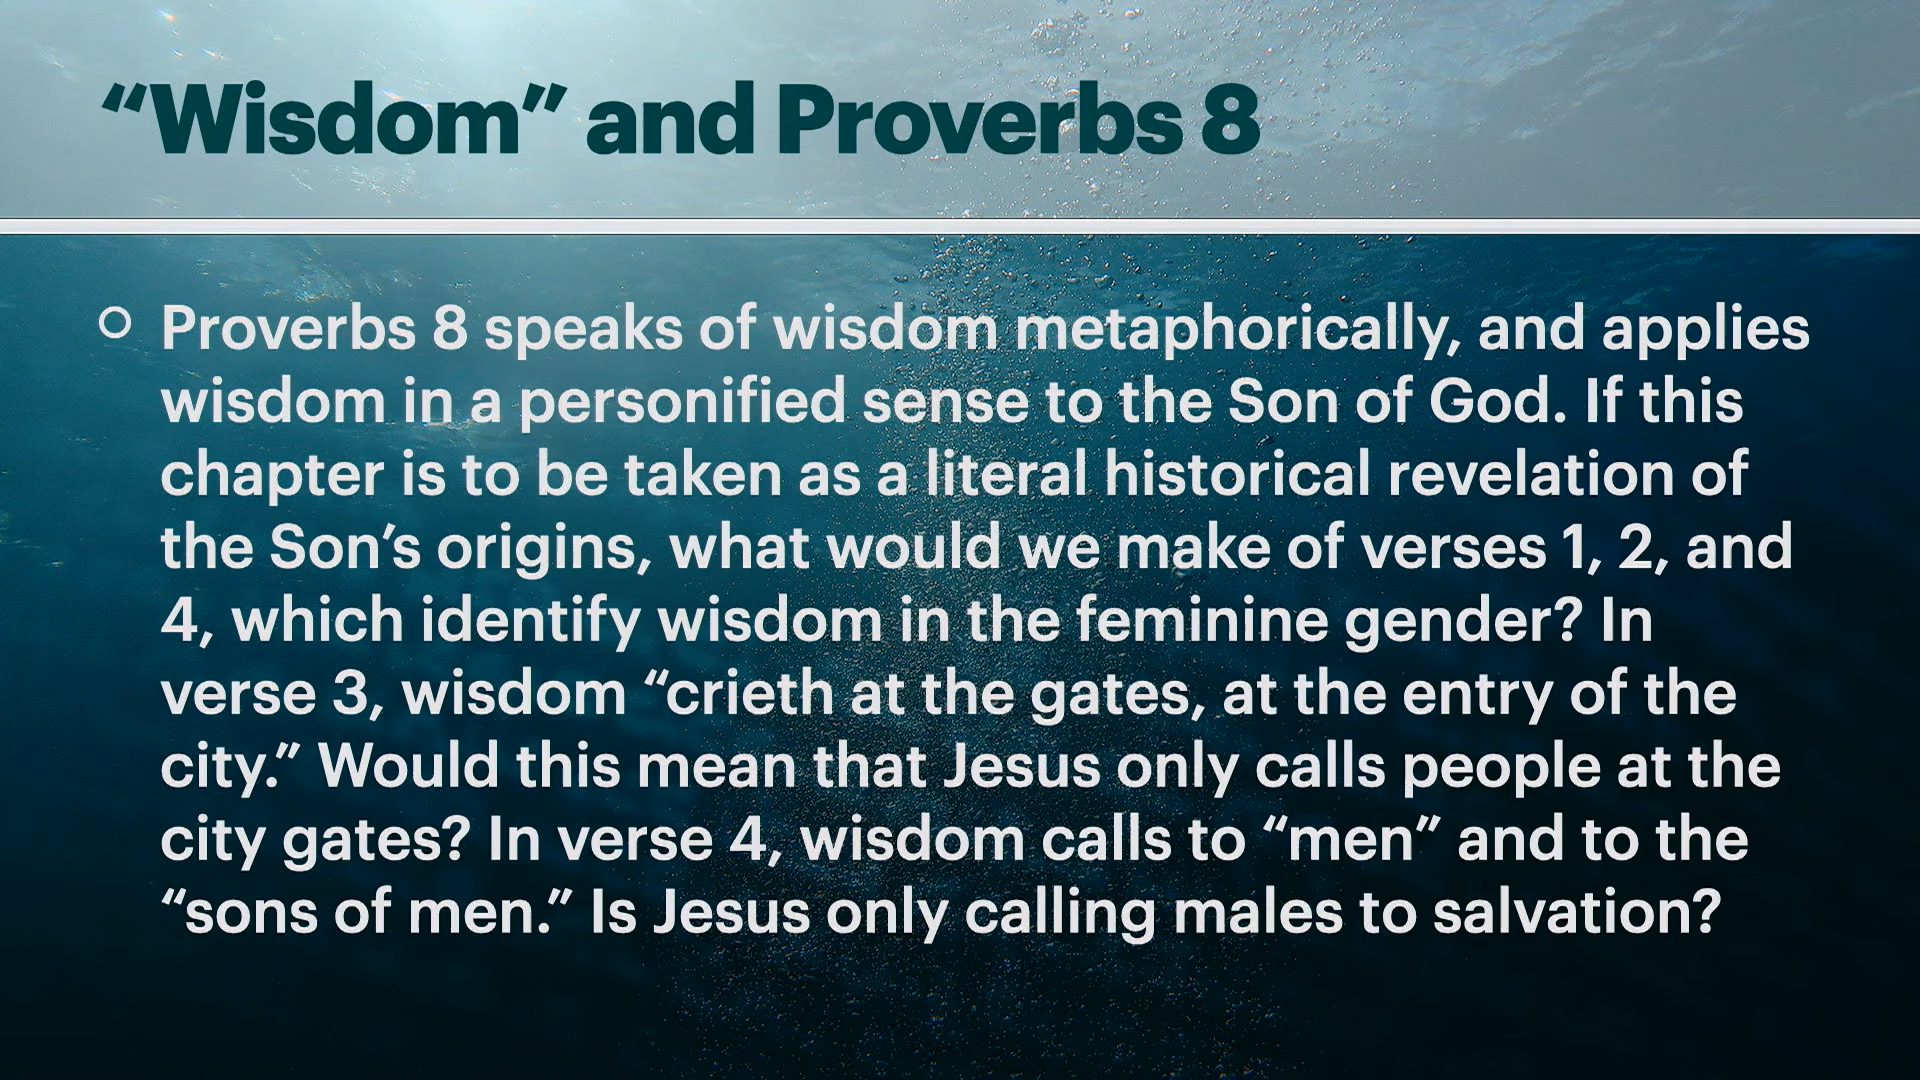 “Wisdom” and Proverbs 8
Proverbs 8 speaks of wisdom metaphorically, and applies
wisdom in a personified sense to the Son of God. If this
chapter is to be taken as a literal historical revelation of
the Son’s origins, what would we make of verses 1, 2, and
4, which identify wisdom in the feminine gender? In
verse 3, wisdom “crieth at the gates, at the entry of the
city.” Would this mean that Jesus only calls people at the
city gates? In verse 4, wisdom calls to “men” and to the
“sons of men.” Is Jesus only calling males to salvation?